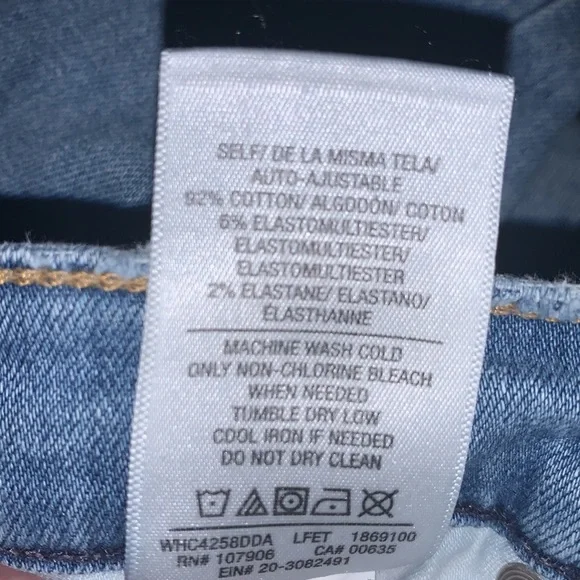 SELF/ DE LA MISMA TELA/
AUTO-AJUSTABLE
92% COTTON/ ALGODÓN/ COTON
6% ELASTOMULTIESTER/
ELASTOMULTIESTER/
ELASTOMULTIESTER
2% ELASTANE/ ELASTANO/
ELASTHANNE
MACHINE WASH COLD
ONLY NON-CHLORINE BLEACH
WHEN NEEDED
TUMBLE DRY LOW
COOL IRON IF NEEDED
DO NOT DRY CLEAN
WHC4258DDA LFET 1869100
RN# 107906 CA# 00635
EIN# 20-3082491